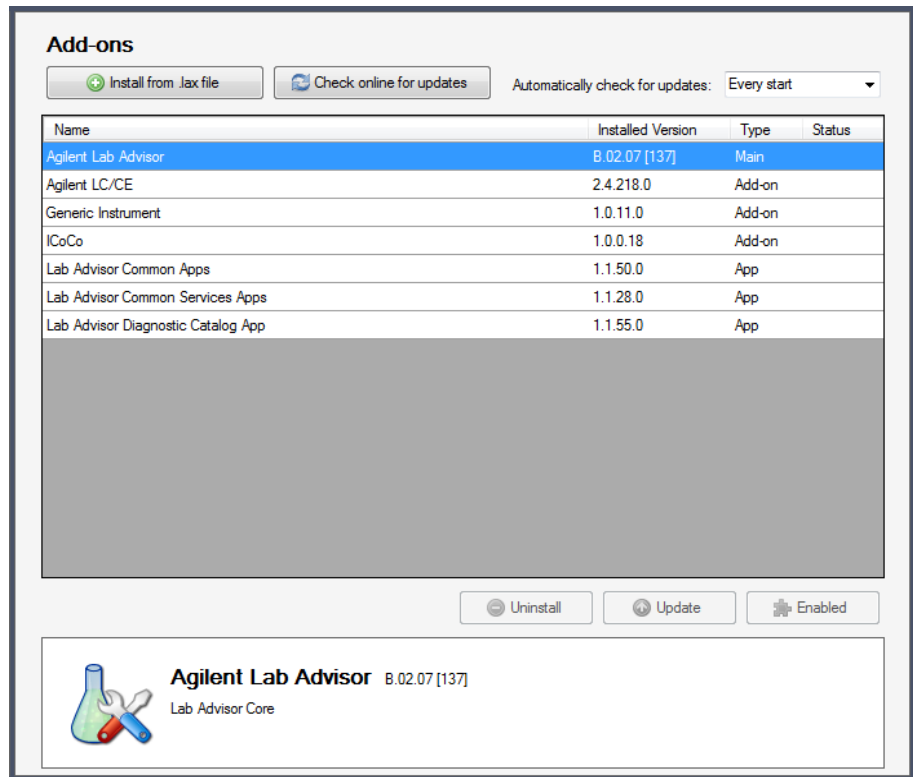 Add-ons
Install from .lax file Check online for updates Automatically check for updates: Every start
Name Installed Version Type Status
Agilent Lab Advisor B.02.07 [137] Main
Agilent LC/CE 2.4.218.0 Add-on
Generic Instrument 1.0.11.0 Add-on
ICoCo 1.0.0.18 Add-on
Lab Advisor Common Apps 1.1.50.0 App
Lab Advisor Common Services Apps 1.1.28.0 App
Lab Advisor Diagnostic Catalog App 1.1.55.0 App
Uninstall Update Enabled
Agilent Lab Advisor B.02.07 [137]
Lab Advisor Core